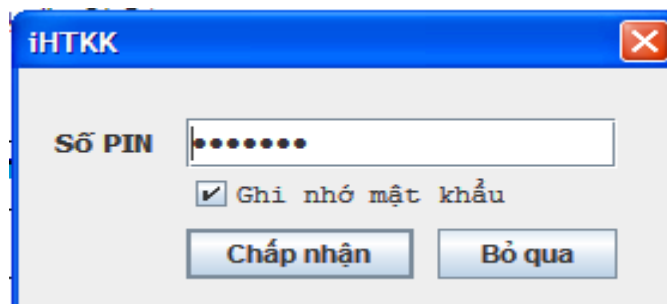 iHTKK
Số PIN •••••••
Ghi nhớ mật khẩu
Chấp nhận Bỏ qua